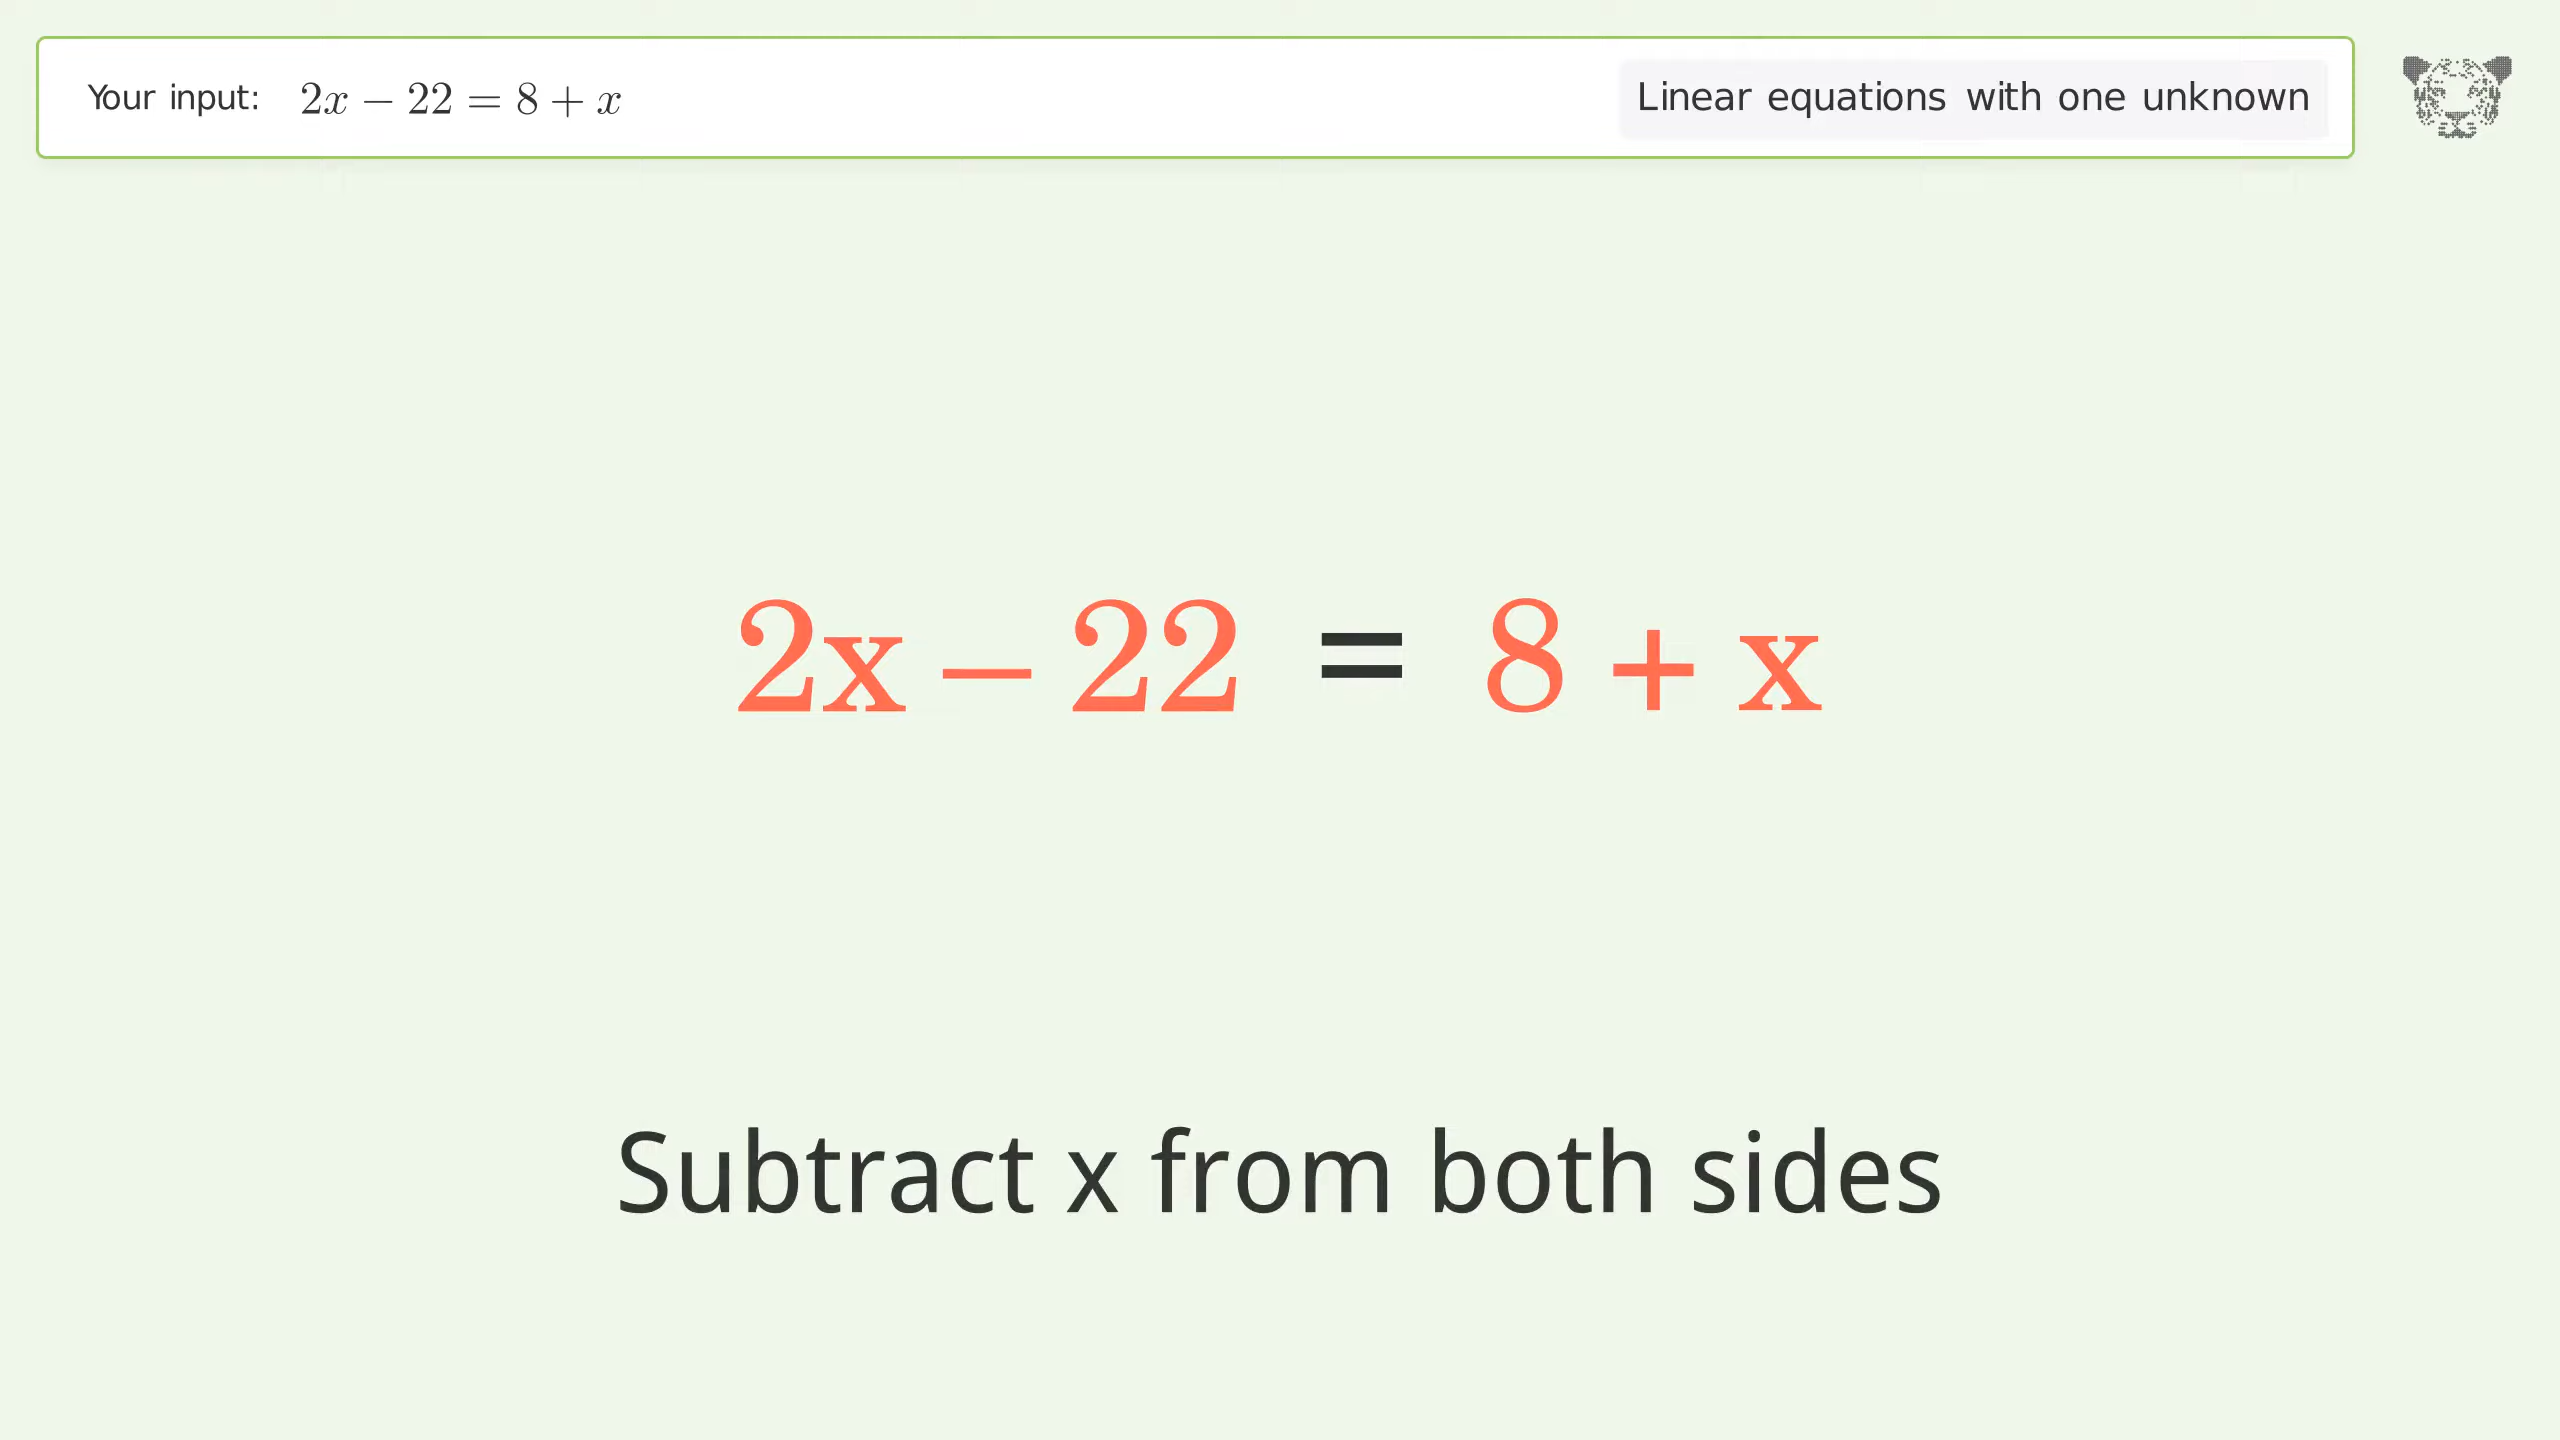 Your input: 2x − 22 = 8 + x
Linear equations with one unknown
2x − 22 = 8 + x
Subtract x from both sides